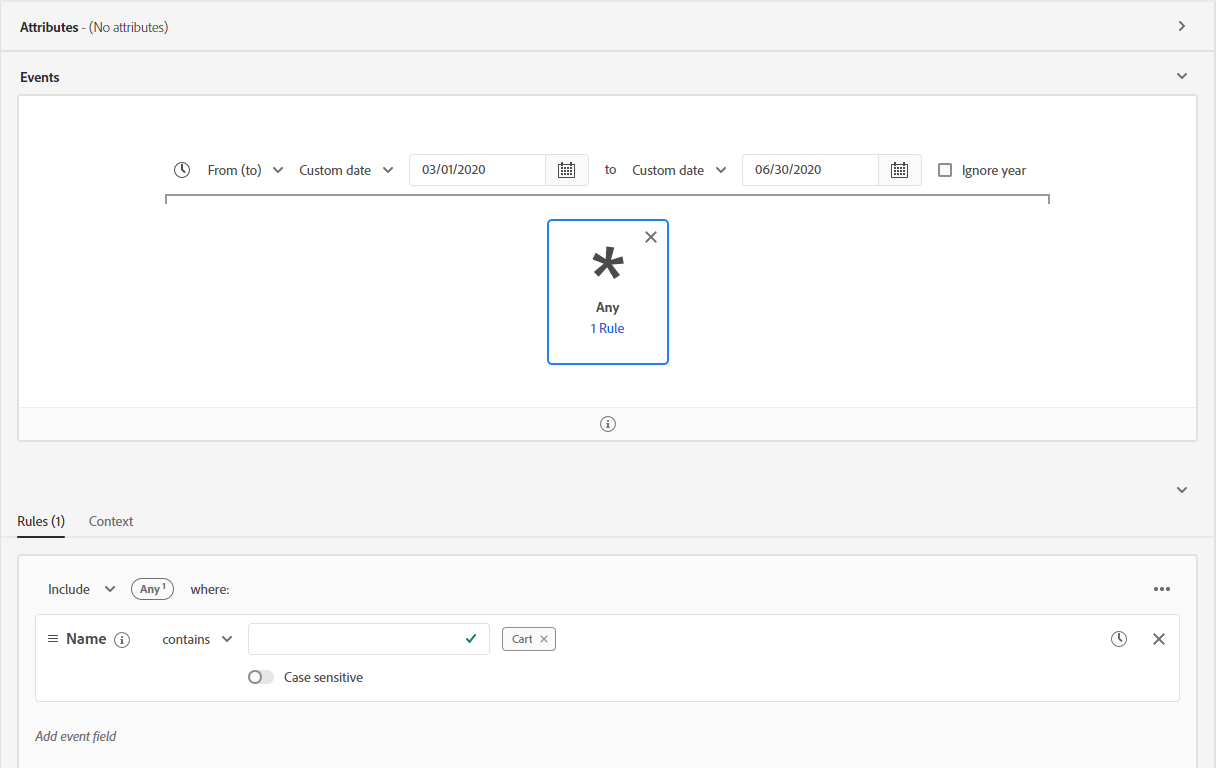 Attributes - (No attributes)
Events
From (to) Custom date 03/01/2020 to Custom date 06/30/2020 Ignore year
Any
1 Rule
Rules (1) Context
Include Any 1 where:
Name contains Cart
Case sensitive
Add event field